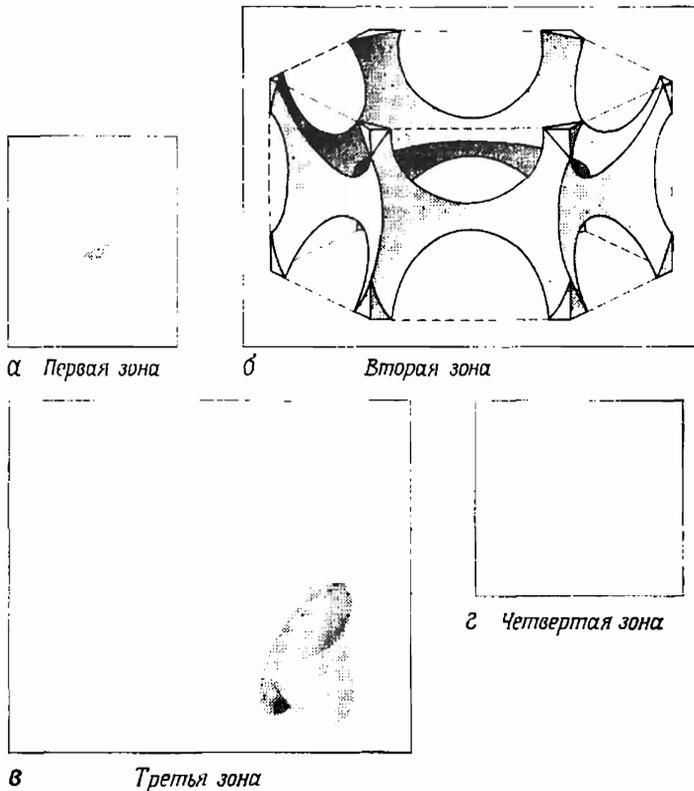 а Первая зона
б Вторая зона
в Третья зона
г Четвертая зона